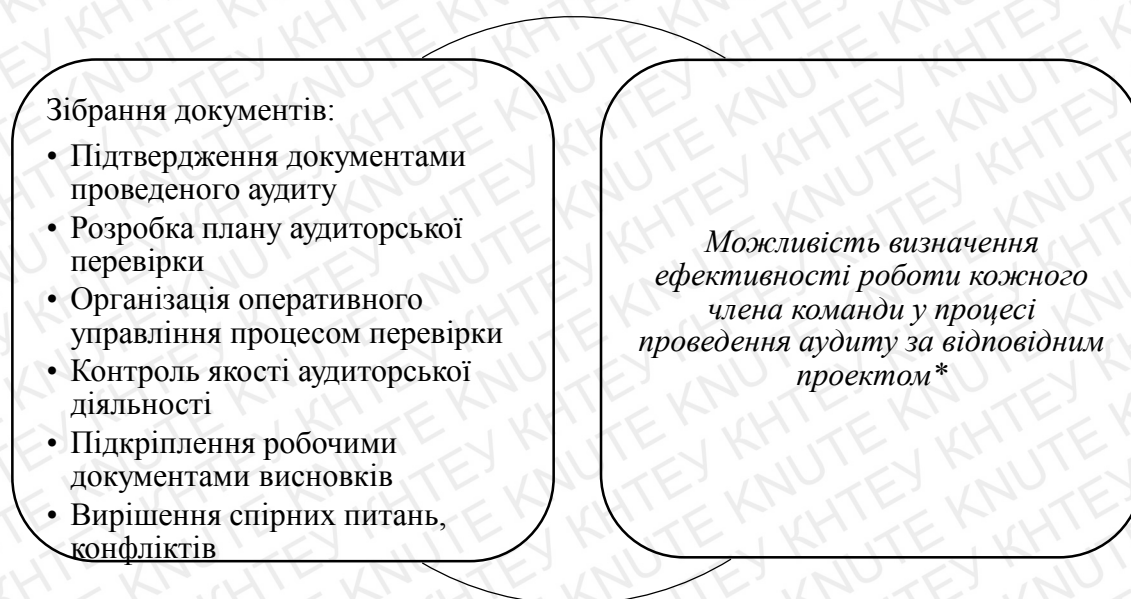 Зібрання документів:
• Підтвердження документами
проведеного аудиту
• Розробка плану аудиторської
перевірки
• Організація оперативного
управління процесом перевірки
• Контроль якості аудиторської
діяльності
• Підкріплення робочими
документами висновків
• Вирішення спірних питань,
конфліктів
Можливість визначення
ефективності роботи кожного
члена команди у процесі
проведення аудиту за відповідним
проектом*